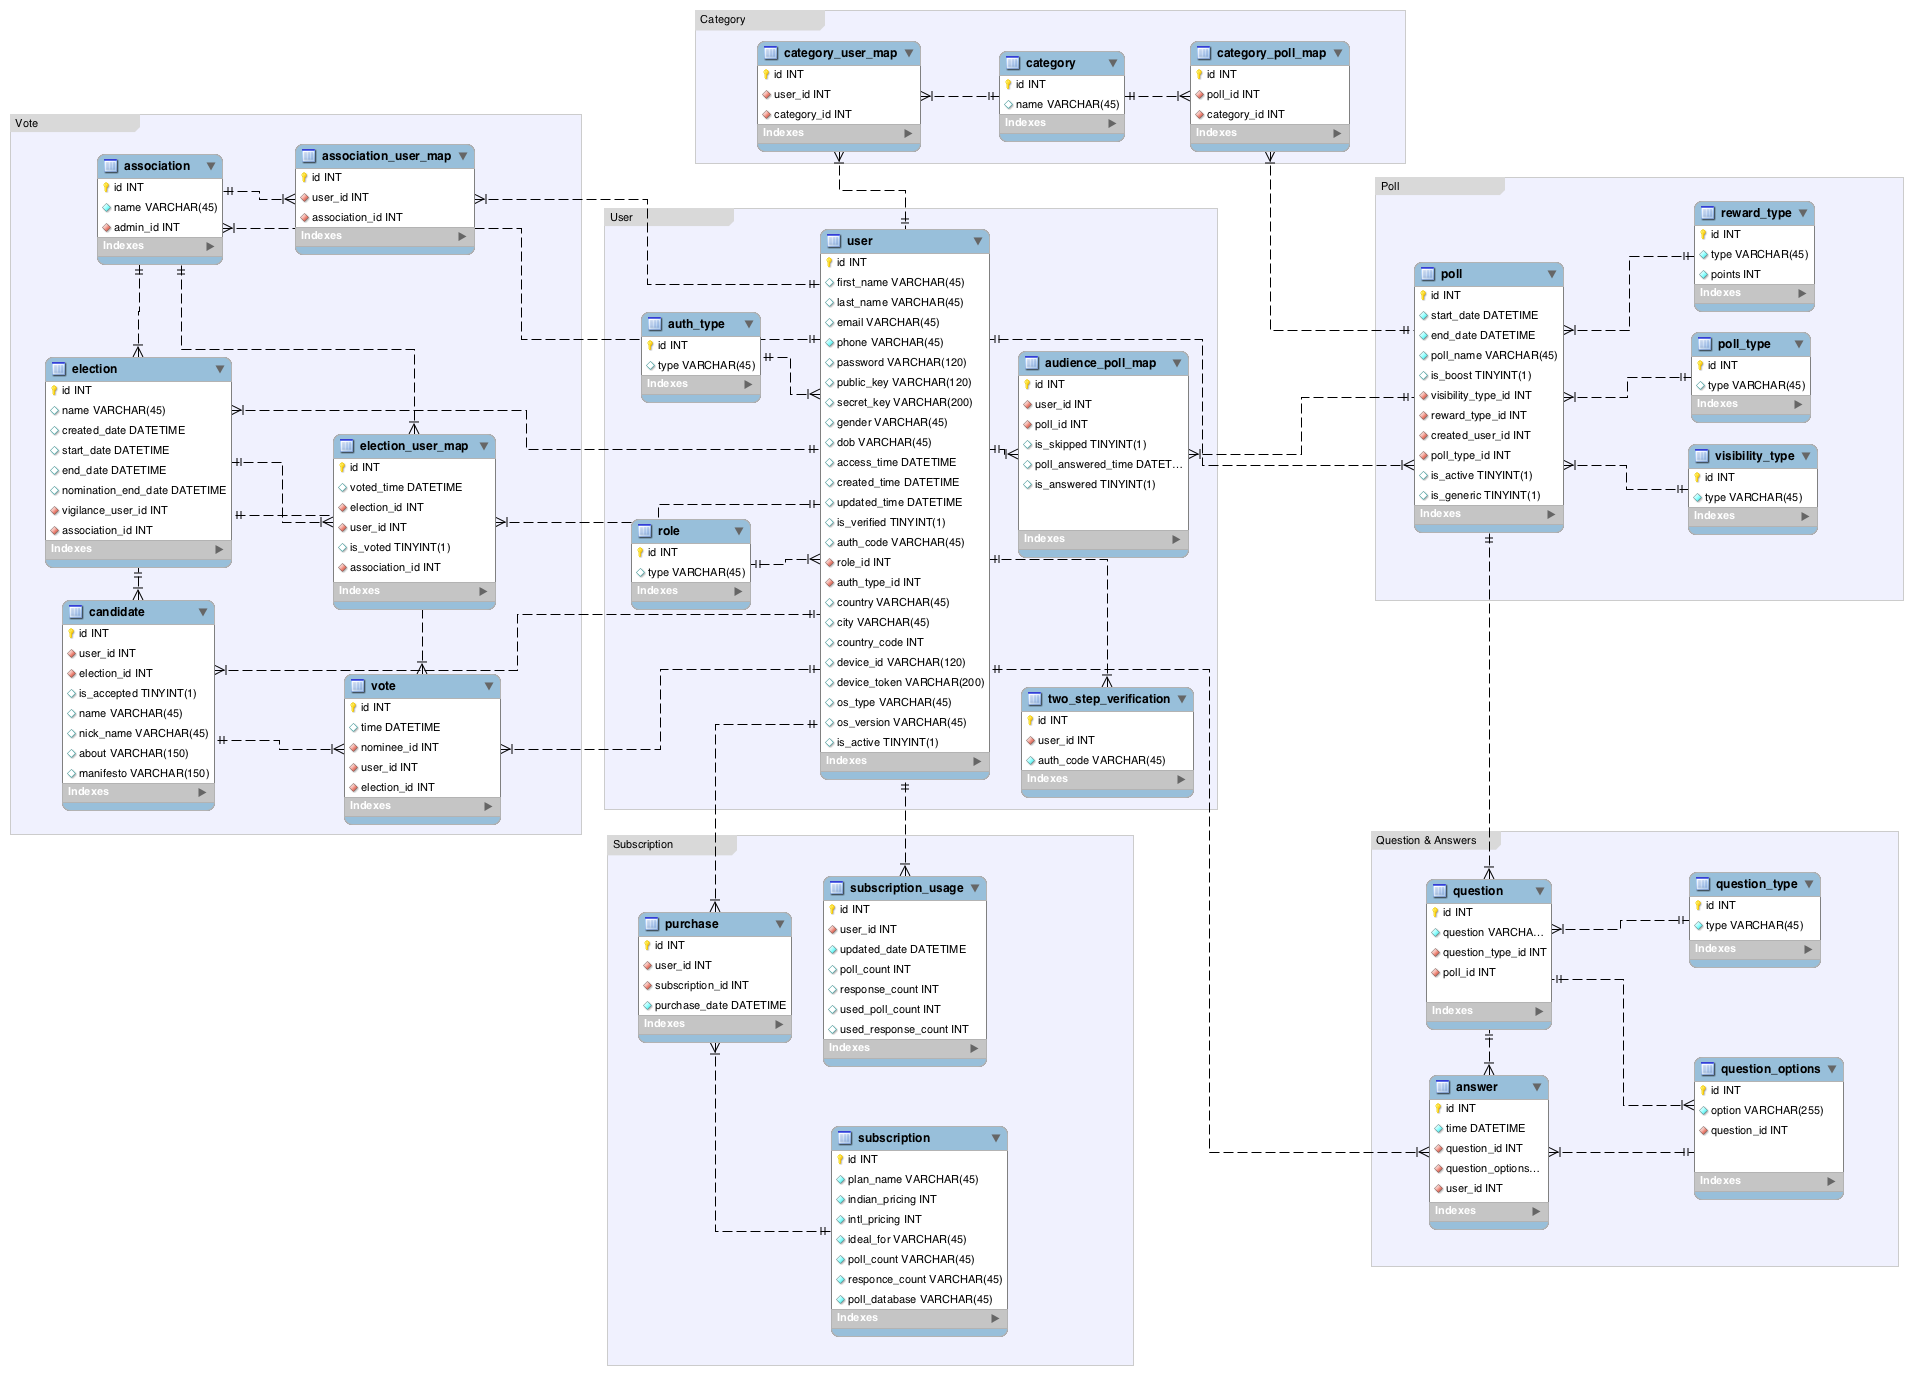 Category
category_user_map
id INT
user_id INT
category_id INT
Indexes
category
id INT
name VARCHAR(45)
Indexes
category_poll_map
id INT
poll_id INT
category_id INT
Indexes
Vote
association
id INT
name VARCHAR(45)
admin_id INT
Indexes
association_user_map
id INT
user_id INT
association_id INT
Indexes
election
id INT
name VARCHAR(45)
created_date DATETIME
start_date DATETIME
end_date DATETIME
nomination_end_date DATETIME
vigilance_user_id INT
association_id INT
Indexes
election_user_map
id INT
voted_time DATETIME
election_id INT
user_id INT
is_voted TINYINT(1)
association_id INT
Indexes
candidate
id INT
user_id INT
election_id INT
is_accepted TINYINT(1)
name VARCHAR(45)
nick_name VARCHAR(45)
about VARCHAR(150)
manifesto VARCHAR(150)
Indexes
vote
id INT
time DATETIME
nominee_id INT
user_id INT
election_id INT
Indexes
User
user
id INT
first_name VARCHAR(45)
last_name VARCHAR(45)
email VARCHAR(45)
phone VARCHAR(45)
password VARCHAR(120)
public_key VARCHAR(120)
secret_key VARCHAR(200)
gender VARCHAR(45)
dob VARCHAR(45)
access_time DATETIME
created_time DATETIME
updated_time DATETIME
is_verified TINYINT(1)
auth_code VARCHAR(45)
role_id INT
auth_type_id INT
country VARCHAR(45)
city VARCHAR(45)
country_code INT
device_id VARCHAR(120)
device_token VARCHAR(200)
os_type VARCHAR(45)
os_version VARCHAR(45)
is_active TINYINT(1)
Indexes
auth_type
id INT
type VARCHAR(45)
Indexes
role
id INT
type VARCHAR(45)
Indexes
audience_poll_map
id INT
user_id INT
poll_id INT
is_skipped TINYINT(1)
poll_answered_time DATET...
is_answered TINYINT(1)
Indexes
two_step_verification
id INT
user_id INT
auth_code VARCHAR(45)
Indexes
Poll
poll
id INT
start_date DATETIME
end_date DATETIME
poll_name VARCHAR(45)
is_boost TINYINT(1)
visibility_type_id INT
reward_type_id INT
created_user_id INT
poll_type_id INT
is_active TINYINT(1)
is_generic TINYINT(1)
Indexes
reward_type
id INT
type VARCHAR(45)
points INT
Indexes
poll_type
id INT
type VARCHAR(45)
Indexes
visibility_type
id INT
type VARCHAR(45)
Indexes
Subscription
purchase
id INT
user_id INT
subscription_id INT
purchase_date DATETIME
Indexes
subscription_usage
id INT
user_id INT
updated_date DATETIME
poll_count INT
response_count INT
used_poll_count INT
used_response_count INT
Indexes
subscription
id INT
plan_name VARCHAR(45)
indian_pricing INT
intl_pricing INT
ideal_for VARCHAR(45)
poll_count VARCHAR(45)
responce_count VARCHAR(45)
poll_database VARCHAR(45)
Indexes
Question & Answers
question
id INT
question VARCHA...
question_type_id INT
poll_id INT
Indexes
question_type
id INT
type VARCHAR(45)
Indexes
answer
id INT
time DATETIME
question_id INT
question_options...
user_id INT
Indexes
question_options
id INT
option VARCHAR(255)
question_id INT
Indexes